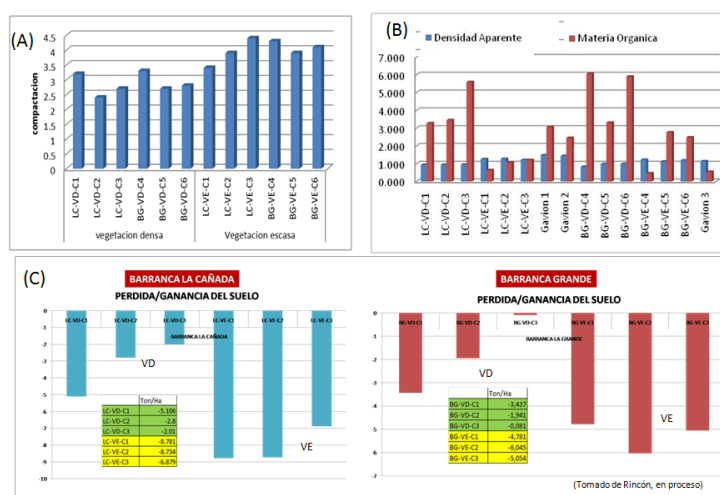 (A)
compactacion
4.5
4
3.5
3
2.5
2
1.5
1
0.5
0
LC-VD-C1
LC-VD-C2
LC-VD-C3
BG-VD-C4
BG-VD-C5
BG-VD-C6
LC-VE-C1
LC-VE-C2
LC-VE-C3
BG-VE-C4
BG-VE-C5
BG-VE-C6
vegetacion densa
Vegetacion escasa
(B)
Densidad Aparente
Materia Organica
7.000
6.000
5.000
4.000
3.000
2.000
1.000
0.000
LC-VD-C1
LC-VD-C2
LC-VD-C3
LC-VE-C1
LC-VE-C2
LC-VE-C3
Gavion 1
Gavion 2
BG-VD-C4
BG-VD-C5
BG-VD-C6
BG-VE-C4
BG-VE-C5
BG-VE-C6
Gavion 3
(C)
BARRANCA LA CAÑADA
PERDIDA/GANANCIA DEL SUELO
0
-1
-2
-3
-4
-5
-6
-7
-8
-9
-10
LC-VD-C1
LC-VD-C2
LC-VD-C3
LC-VE-C1
LC-VE-C2
LC-VE-C3
BARRANCA LA CAÑADA
VD
VE
Ton/Ha
LC-VD-C1 -5.106
LC-VD-C2 -2.8
LC-VD-C3 -2.01
LC-VE-C1 -8.781
LC-VE-C2 -8.734
LC-VE-C3 -6.879
BARRANCA GRANDE
PERDIDA/GANANCIA DEL SUELO
0
-1
-2
-3
-4
-5
-6
-7
BG-VD-C1
BG-VD-C2
BG-VD-C3
BG-VE-C1
BG-VE-C2
BG-VE-C3
BARRANCA LA GRANDE
VD
VE
Ton/Ha
BG-VD-C1 -3,437
BG-VD-C2 -1,941
BG-VD-C3 -0,081
BG-VE-C1 -4,781
BG-VE-C2 -6,045
BG-VE-C3 -5,054
(Tomado de Rincón, en proceso)